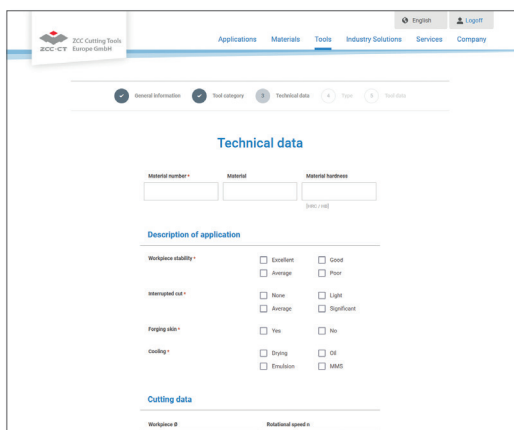 English Logoff
ZCC Cutting Tools
Europe GmbH
ZCC-CT
Applications Materials Tools Industry Solutions Services Company
General Information Tool category 3 Technical data 4 Type 5 Tool data
Technical data
Material number * Material Material hardness
[HRC / HB]
Description of application
Workpiece stability * Excellent Good
Average Poor
Interrupted cut * None Light
Average Significant
Forging skin * Yes No
Cooling * Drying Oil
Emulsion MMS
Cutting data
Workpiece Ø Rotational speed n